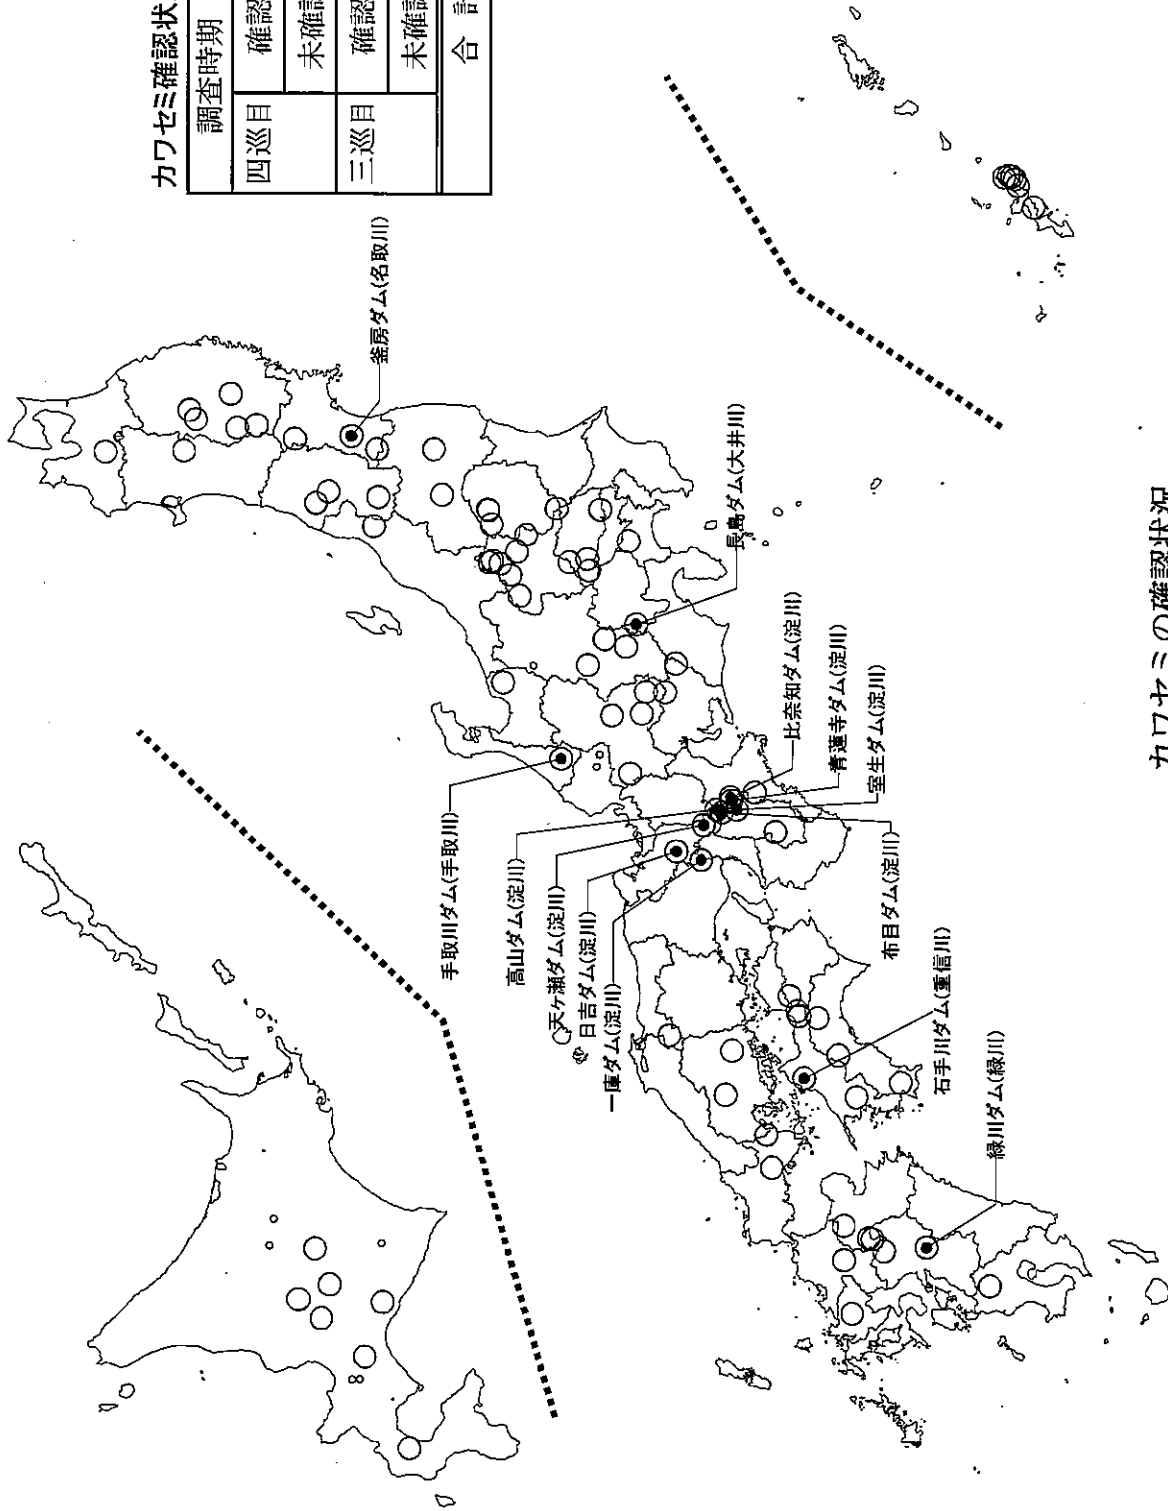 カワセミ確認状
調査時期
四巡目
確認
未確認
三巡目
確認
未確認
合
釜房ダム(名取川)
長島ダム(大井川)
手取川ダム(手取川)
高山ダム(淀川)
天ヶ瀬ダム(淀川)
日吉ダム(淀川)
一庫ダム(淀川)
比奈知ダム(淀川)
青蓮寺ダム(淀川)
室生ダム(淀川)
布目ダム(淀川)
石手川ダム(重信川)
緑川ダム(緑川)
カワセミの確認状況